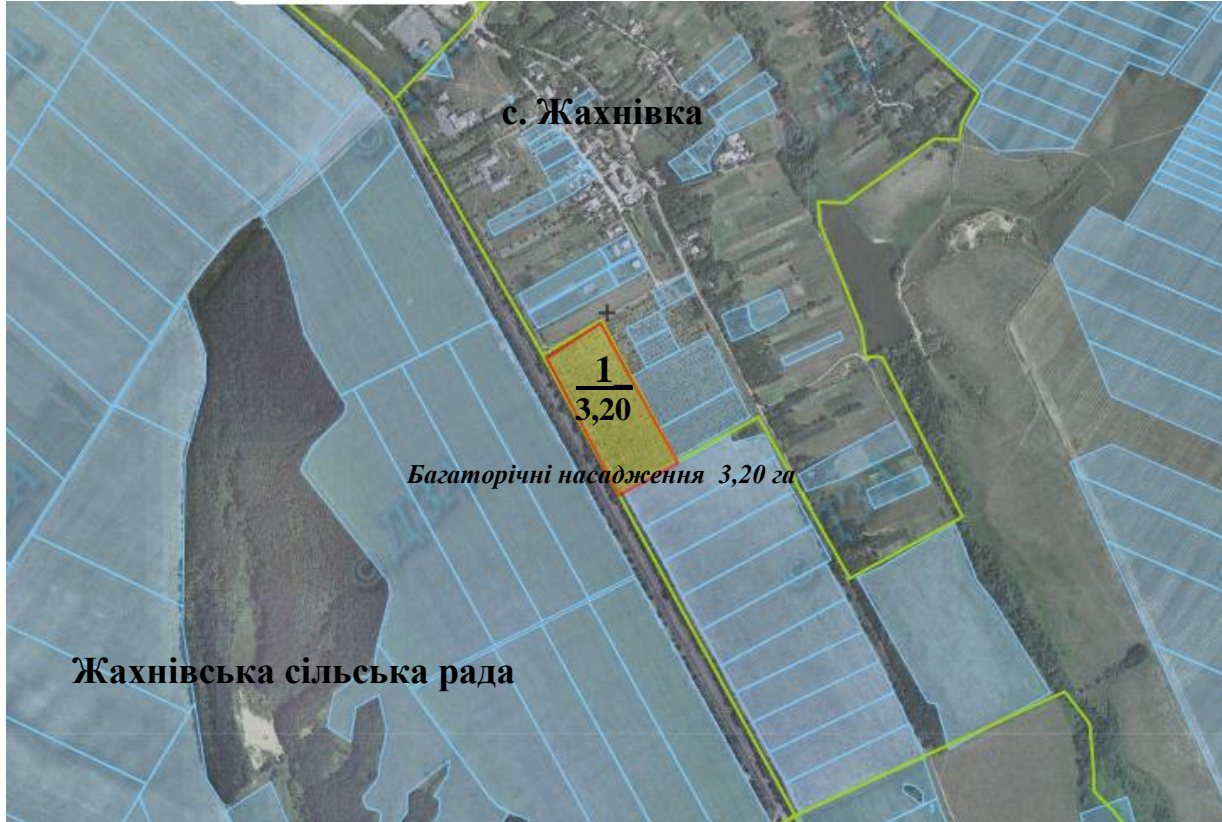 с. Жахнівка
1
3,20
Багаторічні насадження 3,20 га
Жахнівська сільська рада